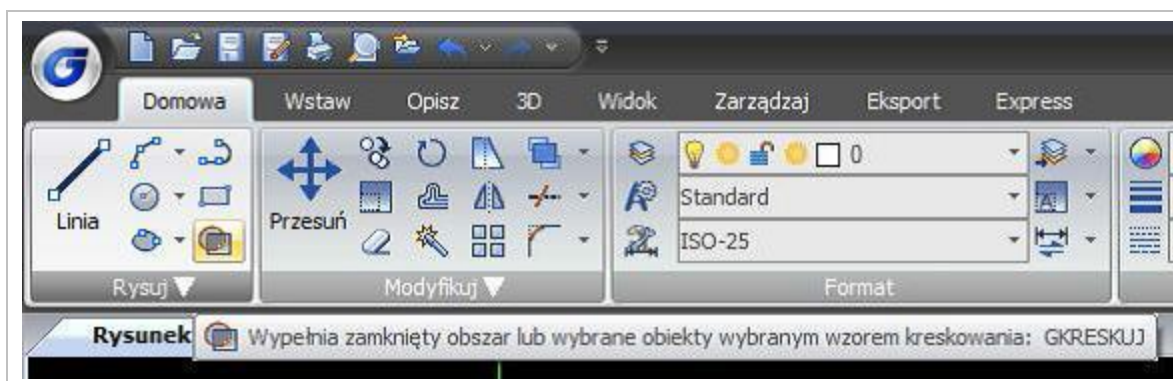 Domowa Wstaw Opisz 3D Widok Zarządzaj Eksport Express
0
Standard
Linia Przesuń
ISO-25
Rysuj Modyfikuj Format
Rysunek Wypełnia zamknięty obszar lub wybrane obiekty wybranym wzorem kreskowania: GKRESKUJ